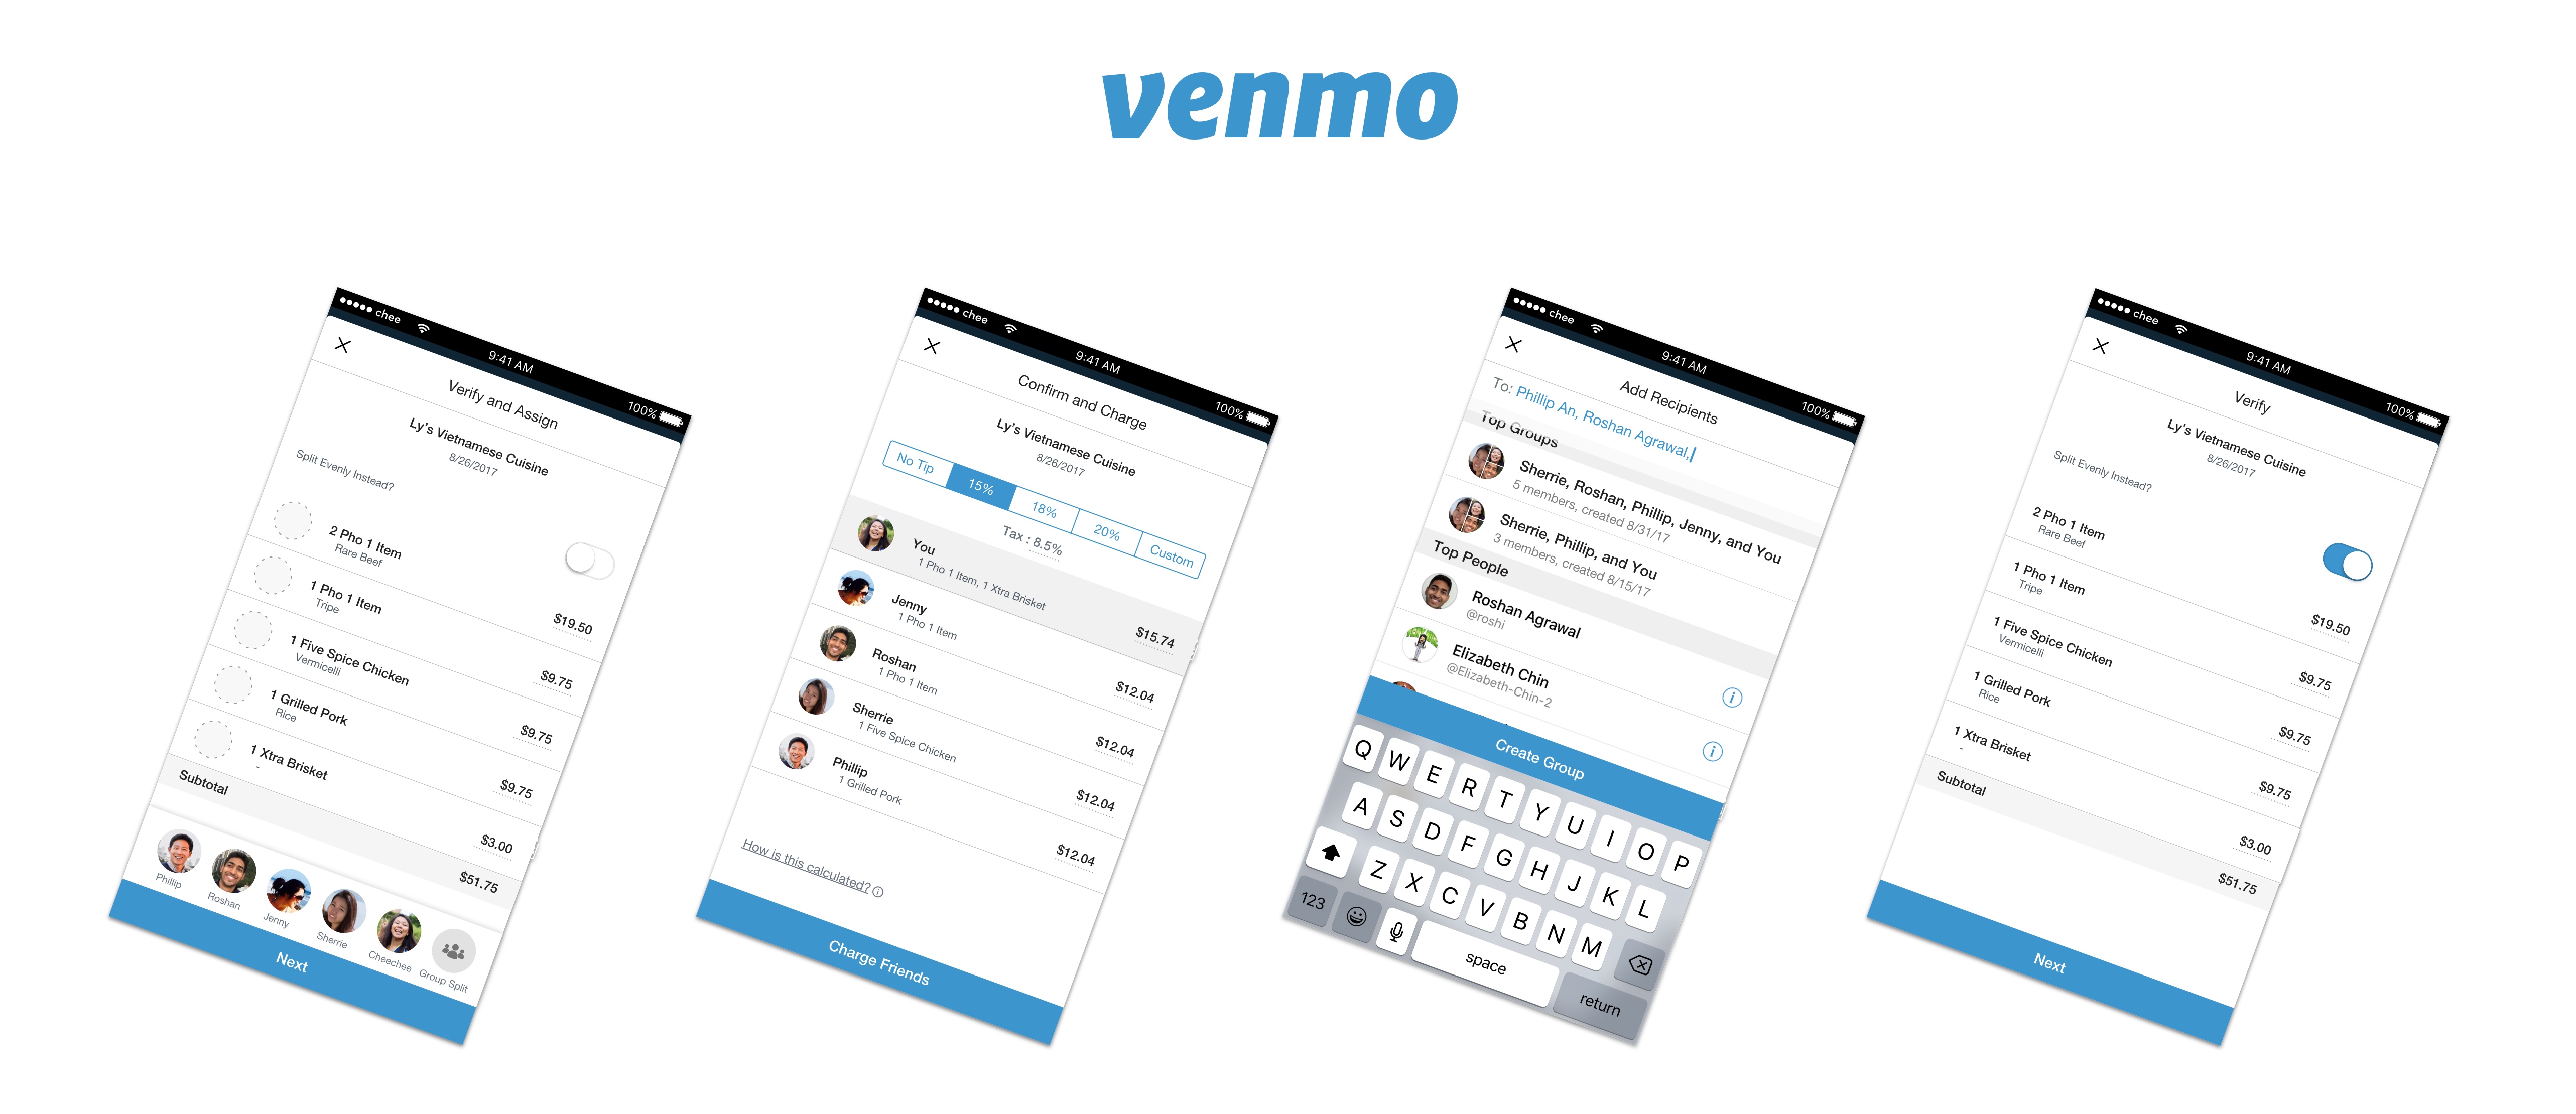 venmo
chee
9:41 AM
100%
Verify and Assign
Ly's Vietnamese Cuisine
8/26/2017
Split Evenly Instead?
2 Pho 1 Item
Rare Beef
$19.50
1 Pho 1 Item
Tripe
$9.75
1 Five Spice Chicken
Vermicelli
$9.75
1 Grilled Pork
Rice
$9.75
1 Xtra Brisket
-
$3.00
Subtotal
$51.75
Phillip
Roshan
Jenny
Sherrie
Cheechee
Group Split
Next
chee
9:41 AM
100%
Confirm and Charge
Ly's Vietnamese Cuisine
8/26/2017
No Tip
15%
18%
20%
Custom
Tax : 8.5%
You
1 Pho 1 Item, 1 Xtra Brisket
$15.74
Jenny
1 Pho 1 Item
$12.04
Roshan
1 Pho 1 Item
$12.04
Sherrie
1 Five Spice Chicken
$12.04
Phillip
1 Grilled Pork
$12.04
How is this calculated?
Charge Friends
chee
9:41 AM
100%
Add Recipients
To: Phillip An, Roshan Agrawal,
Top Groups
Sherrie, Roshan, Phillip, Jenny, and You
5 members, created 8/31/17
Sherrie, Phillip, and You
3 members, created 8/15/17
Top People
Roshan Agrawal
@roshi
Elizabeth Chin
@Elizabeth-Chin-2
Create Group
Q W E R T Y U I O P
A S D F G H J K L
Z X C V B N M
123
space
return
chee
9:41 AM
100%
Verify
Ly's Vietnamese Cuisine
8/26/2017
Split Evenly Instead?
2 Pho 1 Item
Rare Beef
$19.50
1 Pho 1 Item
Tripe
$9.75
1 Five Spice Chicken
Vermicelli
$9.75
1 Grilled Pork
Rice
$9.75
1 Xtra Brisket
-
$3.00
Subtotal
$51.75
Next